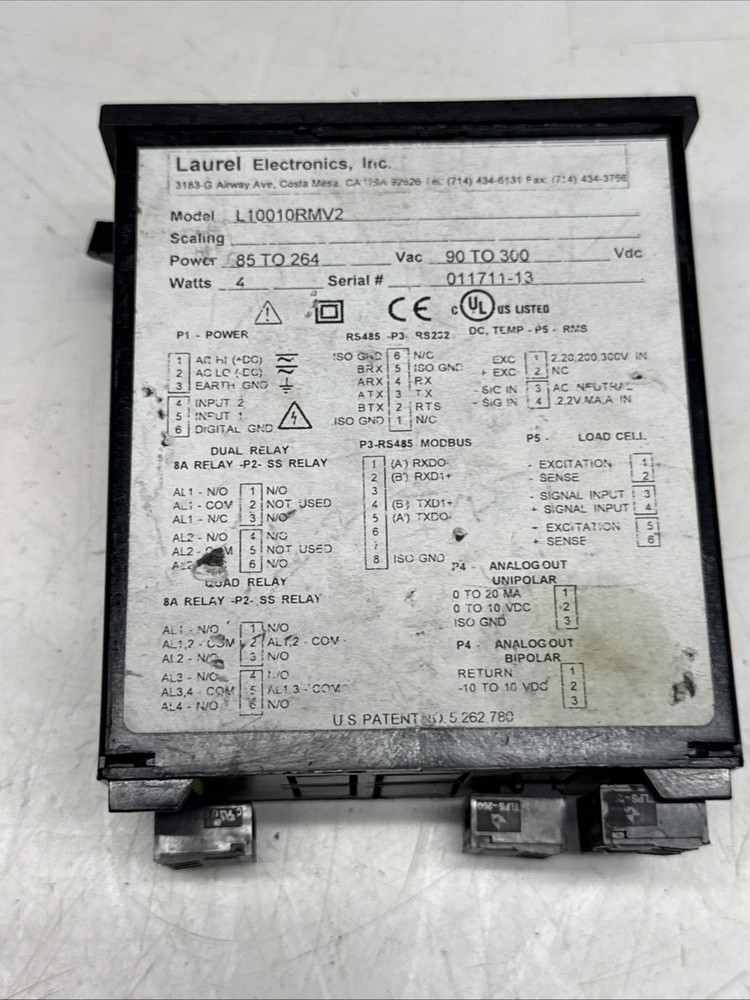 Laurel Electronics, Inc.
3183-G Airway Ave, Costa Mesa, CA USA 92626 Tel: (714) 434-6131 Fax: (714) 434-3766
Model L10010RMV2
Scaling
Power 85 TO 264 Vac 90 TO 300 Vdc
Watts 4 Serial # 011711-13
CE c UL US LISTED
P1 - POWER
1 AC HI (+DC)
2 AC LO (-DC)
3 EARTH GND
4 INPUT 2
5 INPUT 1
6 DIGITAL GND
RS485 -P3- RS232
ISO GND 6 N/C
BRX 5 ISO GND
ARX 4 RX
ATX 3 TX
BTX 2 RTS
ISO GND 1 N/C
DC, TEMP - P5 - RMS
- EXC 1 2,20,200,300V IN
+ EXC 2 NC
- SIG IN 3 AC NEUTRAL
- SIG IN 4 .2,2V,MA,A IN
DUAL RELAY
8A RELAY -P2- SS RELAY
AL1 - N/O 1 N/O
AL1 - COM 2 NOT USED
AL1 - N/C 3 N/O
AL2 - N/O 4 N/O
AL2 - COM 5 NOT USED
6 N/O
P3-RS485 MODBUS
1 (A') RXD0-
2 (B') RXD1+
3
4 (B) TXD1+
5 (A') TXD0-
6
7
8 ISO GND
P5 - LOAD CELL
- EXCITATION 1
- SENSE 2
- SIGNAL INPUT 3
+ SIGNAL INPUT 4
- EXCITATION 5
+ SENSE 6
QUAD RELAY
8A RELAY -P2- SS RELAY
AL1 - N/O 1 N/O
AL1,2 - COM 2 AL1,2 - COM
AL2 - N/O 3 N/O
AL3 - N/O 4 N/O
AL3,4 - COM 5 AL1,3 - COM
AL4 - N/O 6 N/O
P4 - ANALOG OUT
UNIPOLAR
0 TO 20 MA 1
0 TO 10 VDC 2
ISO GND 3
P4 - ANALOG OUT
BIPOLAR
RETURN 1
-10 TO 10 VDC 2
3
U.S. PATENT NO. 5,262,780